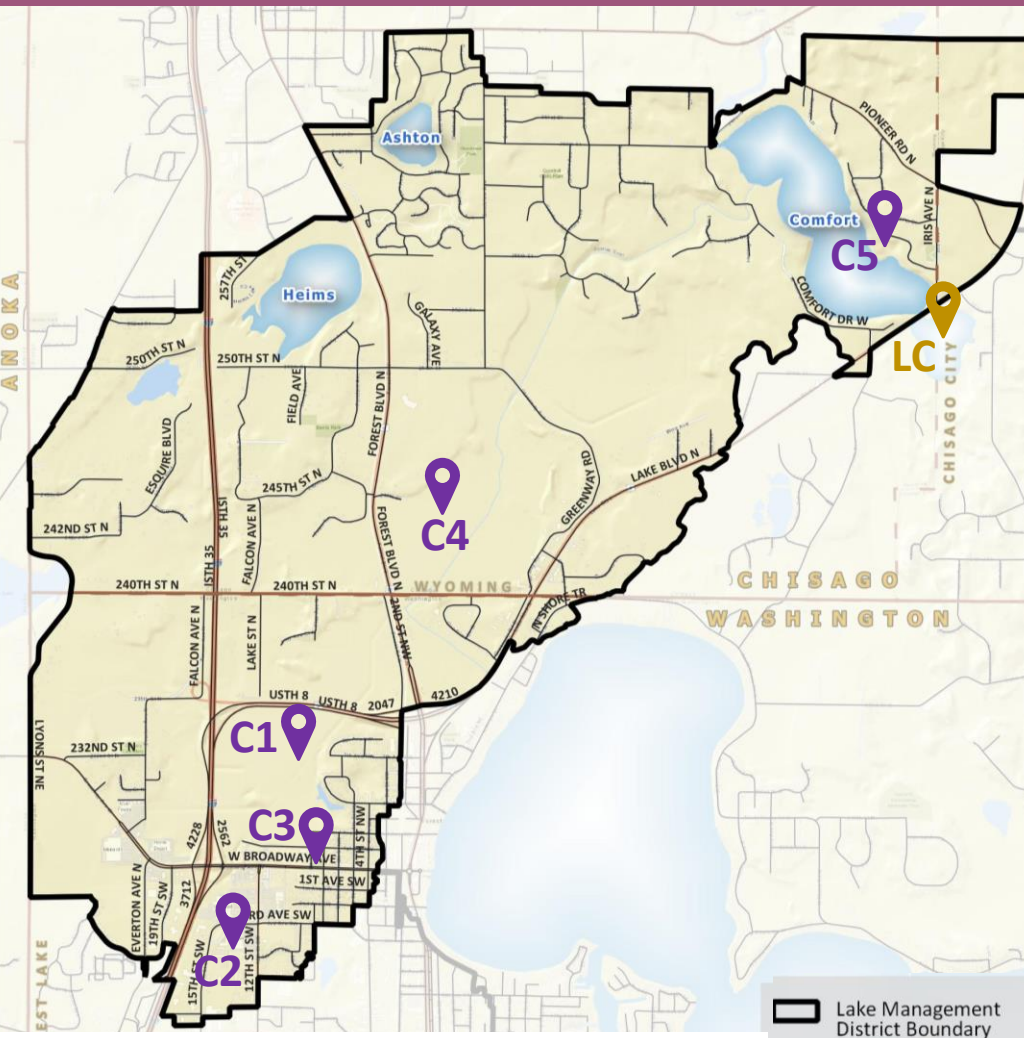 Ashton
PIONEER RD N
Comfort
C5
IRIS AVE N
257TH ST
Heims
COMFORT DR W
LC
GALAXY AVE
ANOKA
250TH ST N
250TH ST N
FIELD AVE
FOREST BLVD N
CHISAGO CITY
ESQUIRE BLVD
LAKE BLVD N
GREENWAY RD
245TH ST N
C4
ISTH 35
FALCON AVE N
242ND ST N
FOREST BLVD N
ISTH 35
240TH ST N
240TH ST N
WYOMING
CHISAGO
WASHINGTON
N SHORE TR
2ND ST NW
FALCON AVE N
LAKE ST N
USTH 8
USTH 8
2047
4210
C1
LYONS ST NE
232ND ST N
C3
4228
2562
4TH ST NW
W BROADWAY AVE
1ST AVE SW
EVERTON AVE N
19TH ST SW
3712
RD AVE SW
C2
15TH ST SW
12TH ST SW
EST LAKE
Lake Management
District Boundary